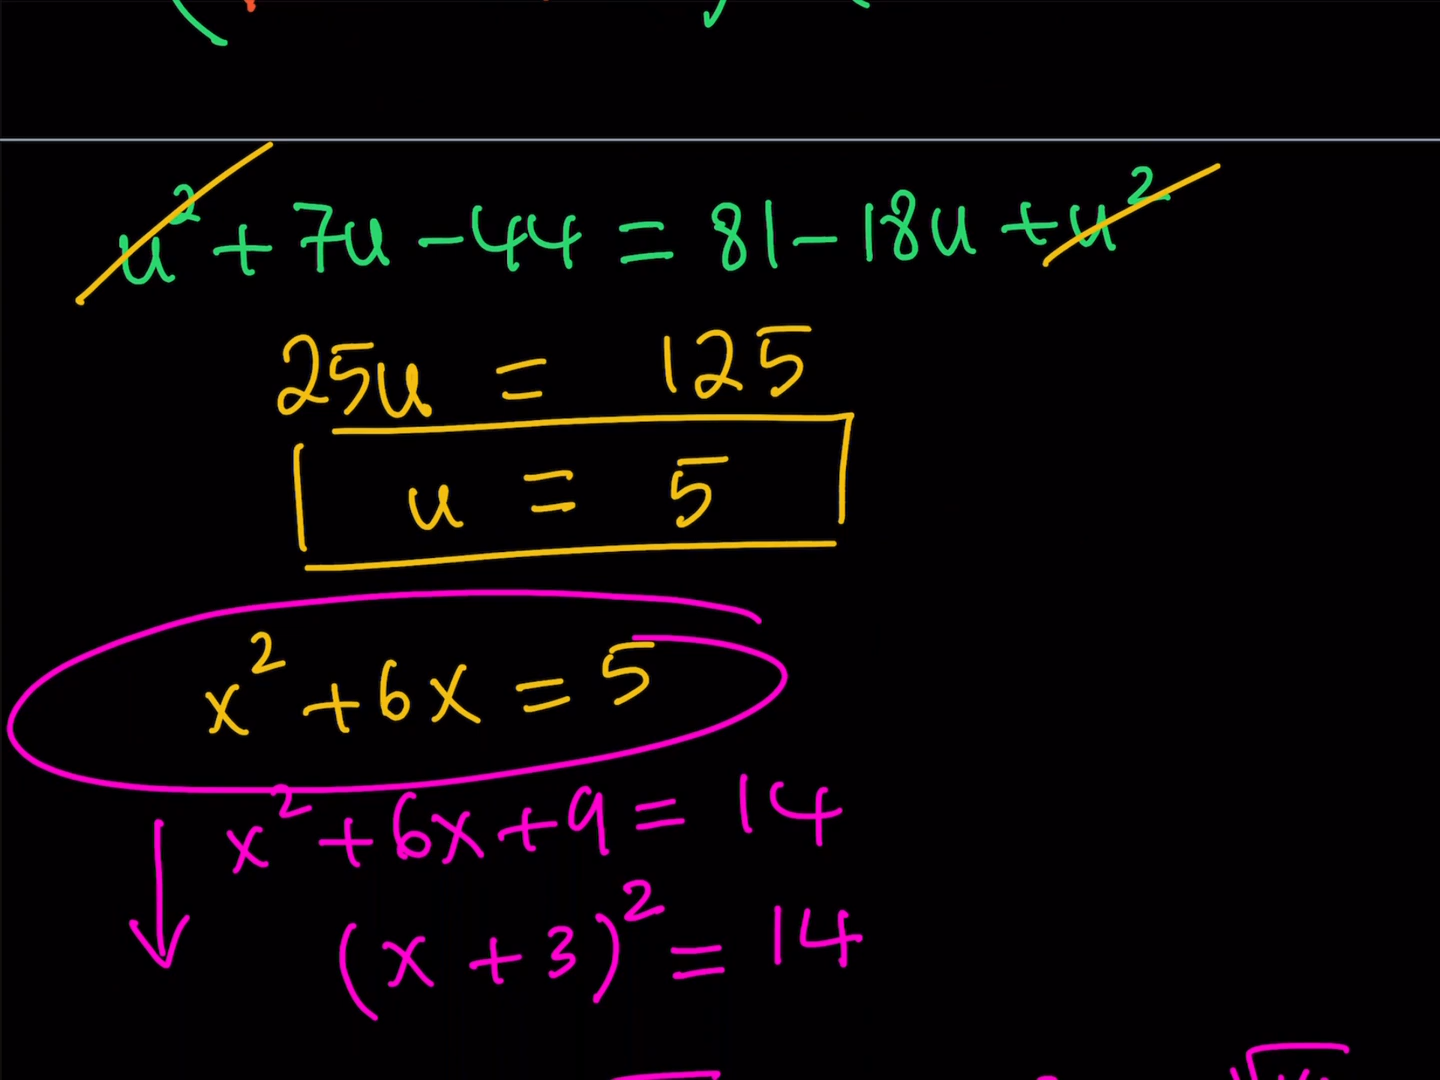 u² + 7u - 44 = 81 - 18u + u²
25u = 125
u = 5
x² + 6x = 5
x² + 6x + 9 = 14
(x + 3)² = 14